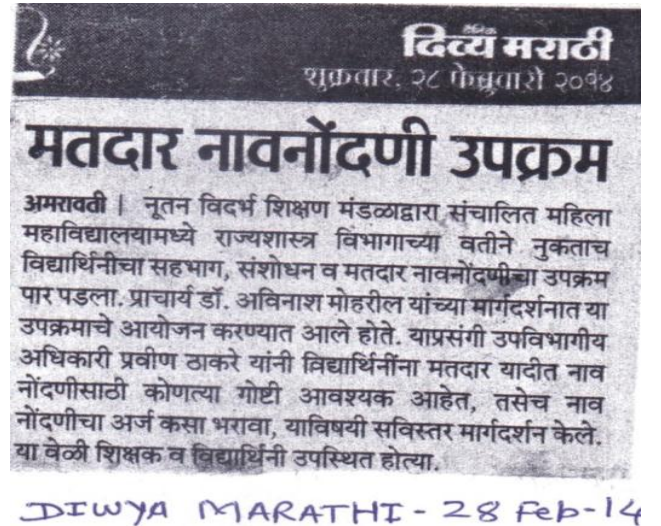 दैनिक
दिव्य मराठी
शुक्रवार, २८ फेब्रुवारी २०१४
मतदार नावनोंदणी उपक्रम
अमरावती | नूतन विदर्भ शिक्षण मंडळाद्वारा संचालित महिला
महाविद्यालयामध्ये राज्यशास्त्र विभागाच्या वतीने नुकताच
विद्यार्थिनीचा सहभाग, संशोधन व मतदार नावनोंदणीचा उपक्रम
पार पडला. प्राचार्य डॉ. अविनाश मोहरील यांच्या मार्गदर्शनात या
उपक्रमाचे आयोजन करण्यात आले होते. याप्रसंगी उपविभागीय
अधिकारी प्रवीण ठाकरे यांनी विद्यार्थिनींना मतदार यादीत नाव
नोंदणीसाठी कोणत्या गोष्टी आवश्यक आहेत, तसेच नाव
नोंदणीचा अर्ज कसा भरावा, याविषयी सविस्तर मार्गदर्शन केले.
या वेळी शिक्षक व विद्यार्थिनी उपस्थित होत्या.
DIWYA MARATHI - 28 Feb-14